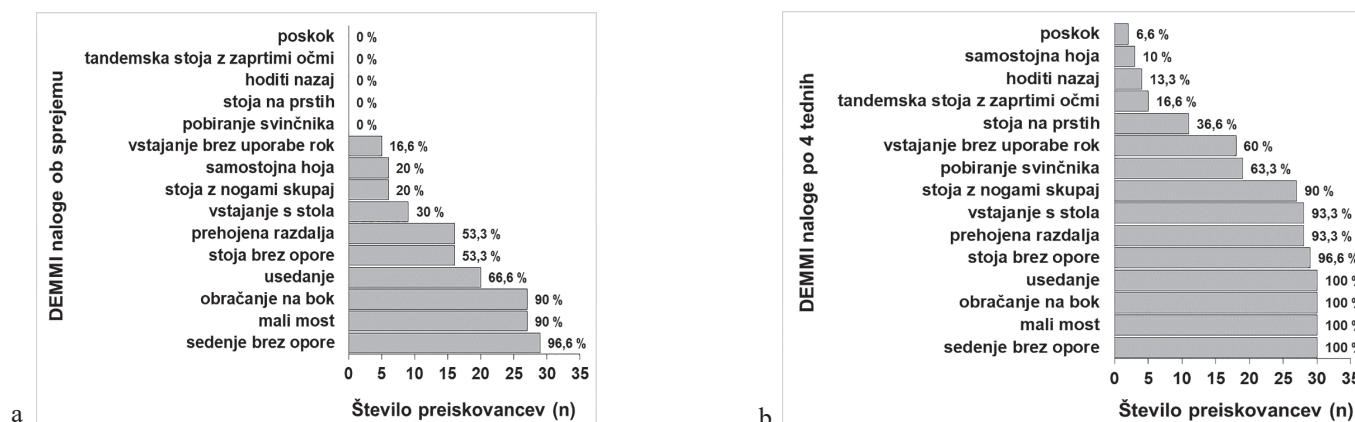 DEMMI naloge ob sprejemu
poskok 0 %
tandemska stoja z zaprtimi očmi 0 %
hoditi nazaj 0 %
stoja na prstih 0 %
pobiranje svinčnika 0 %
vstajanje brez uporabe rok 16,6 %
samostojna hoja 20 %
stoja z nogami skupaj 20 %
vstajanje s stola 30 %
prehojena razdalja 53,3 %
stoja brez opore 53,3 %
usedanje 66,6 %
obračanje na bok 90 %
mali most 90 %
sedenje brez opore 96,6 %
0 5 10 15 20 25 30 35
Število preiskovancev (n)
a
DEMMI naloge po 4 tednih
poskok 6,6 %
samostojna hoja 10 %
hoditi nazaj 13,3 %
tandemska stoja z zaprtimi očmi 16,6 %
stoja na prstih 36,6 %
vstajanje brez uporabe rok 60 %
pobiranje svinčnika 63,3 %
stoja z nogami skupaj 90 %
vstajanje s stola 93,3 %
prehojena razdalja 93,3 %
stoja brez opore 96,6 %
usedanje 100 %
obračanje na bok 100 %
mali most 100 %
sedenje brez opore 100 %
0 5 10 15 20 25 30 35
Število preiskovancev (n)
b